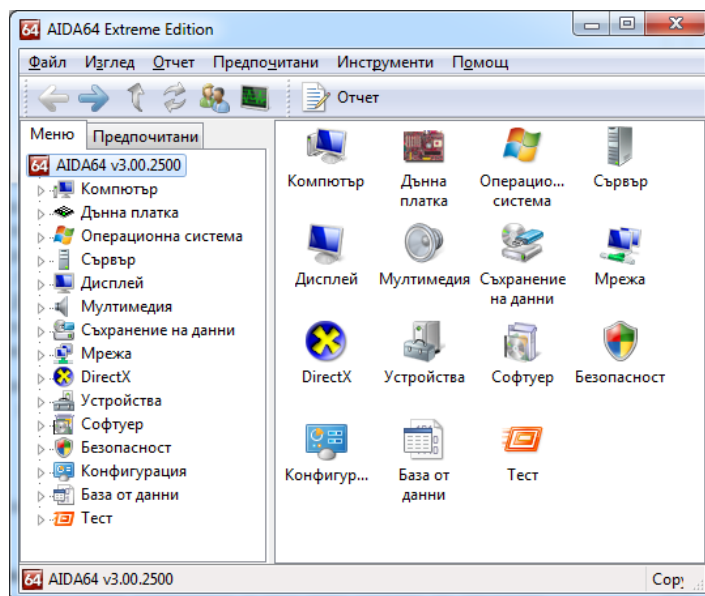 64 AIDA64 Extreme Edition
Файл Изглед Отчет Предпочитани Инструменти Помощ
Отчет
Меню Предпочитани
64 AIDA64 v3.00.2500
Компютър
Дънна платка
Операционна система
Сървър
Дисплей
Мултимедия
Съхранение на данни
Мрежа
DirectX
Устройства
Софтуер
Безопасност
Конфигурация
База от данни
Тест
Компютър
Дънна
платка
Операцио...
система
Сървър
Дисплей
Мултимедия
Съхранение
на данни
Мрежа
DirectX
Устройства
Софтуер
Безопасност
Конфигур...
База от
данни
Тест
64 AIDA64 v3.00.2500
Copy